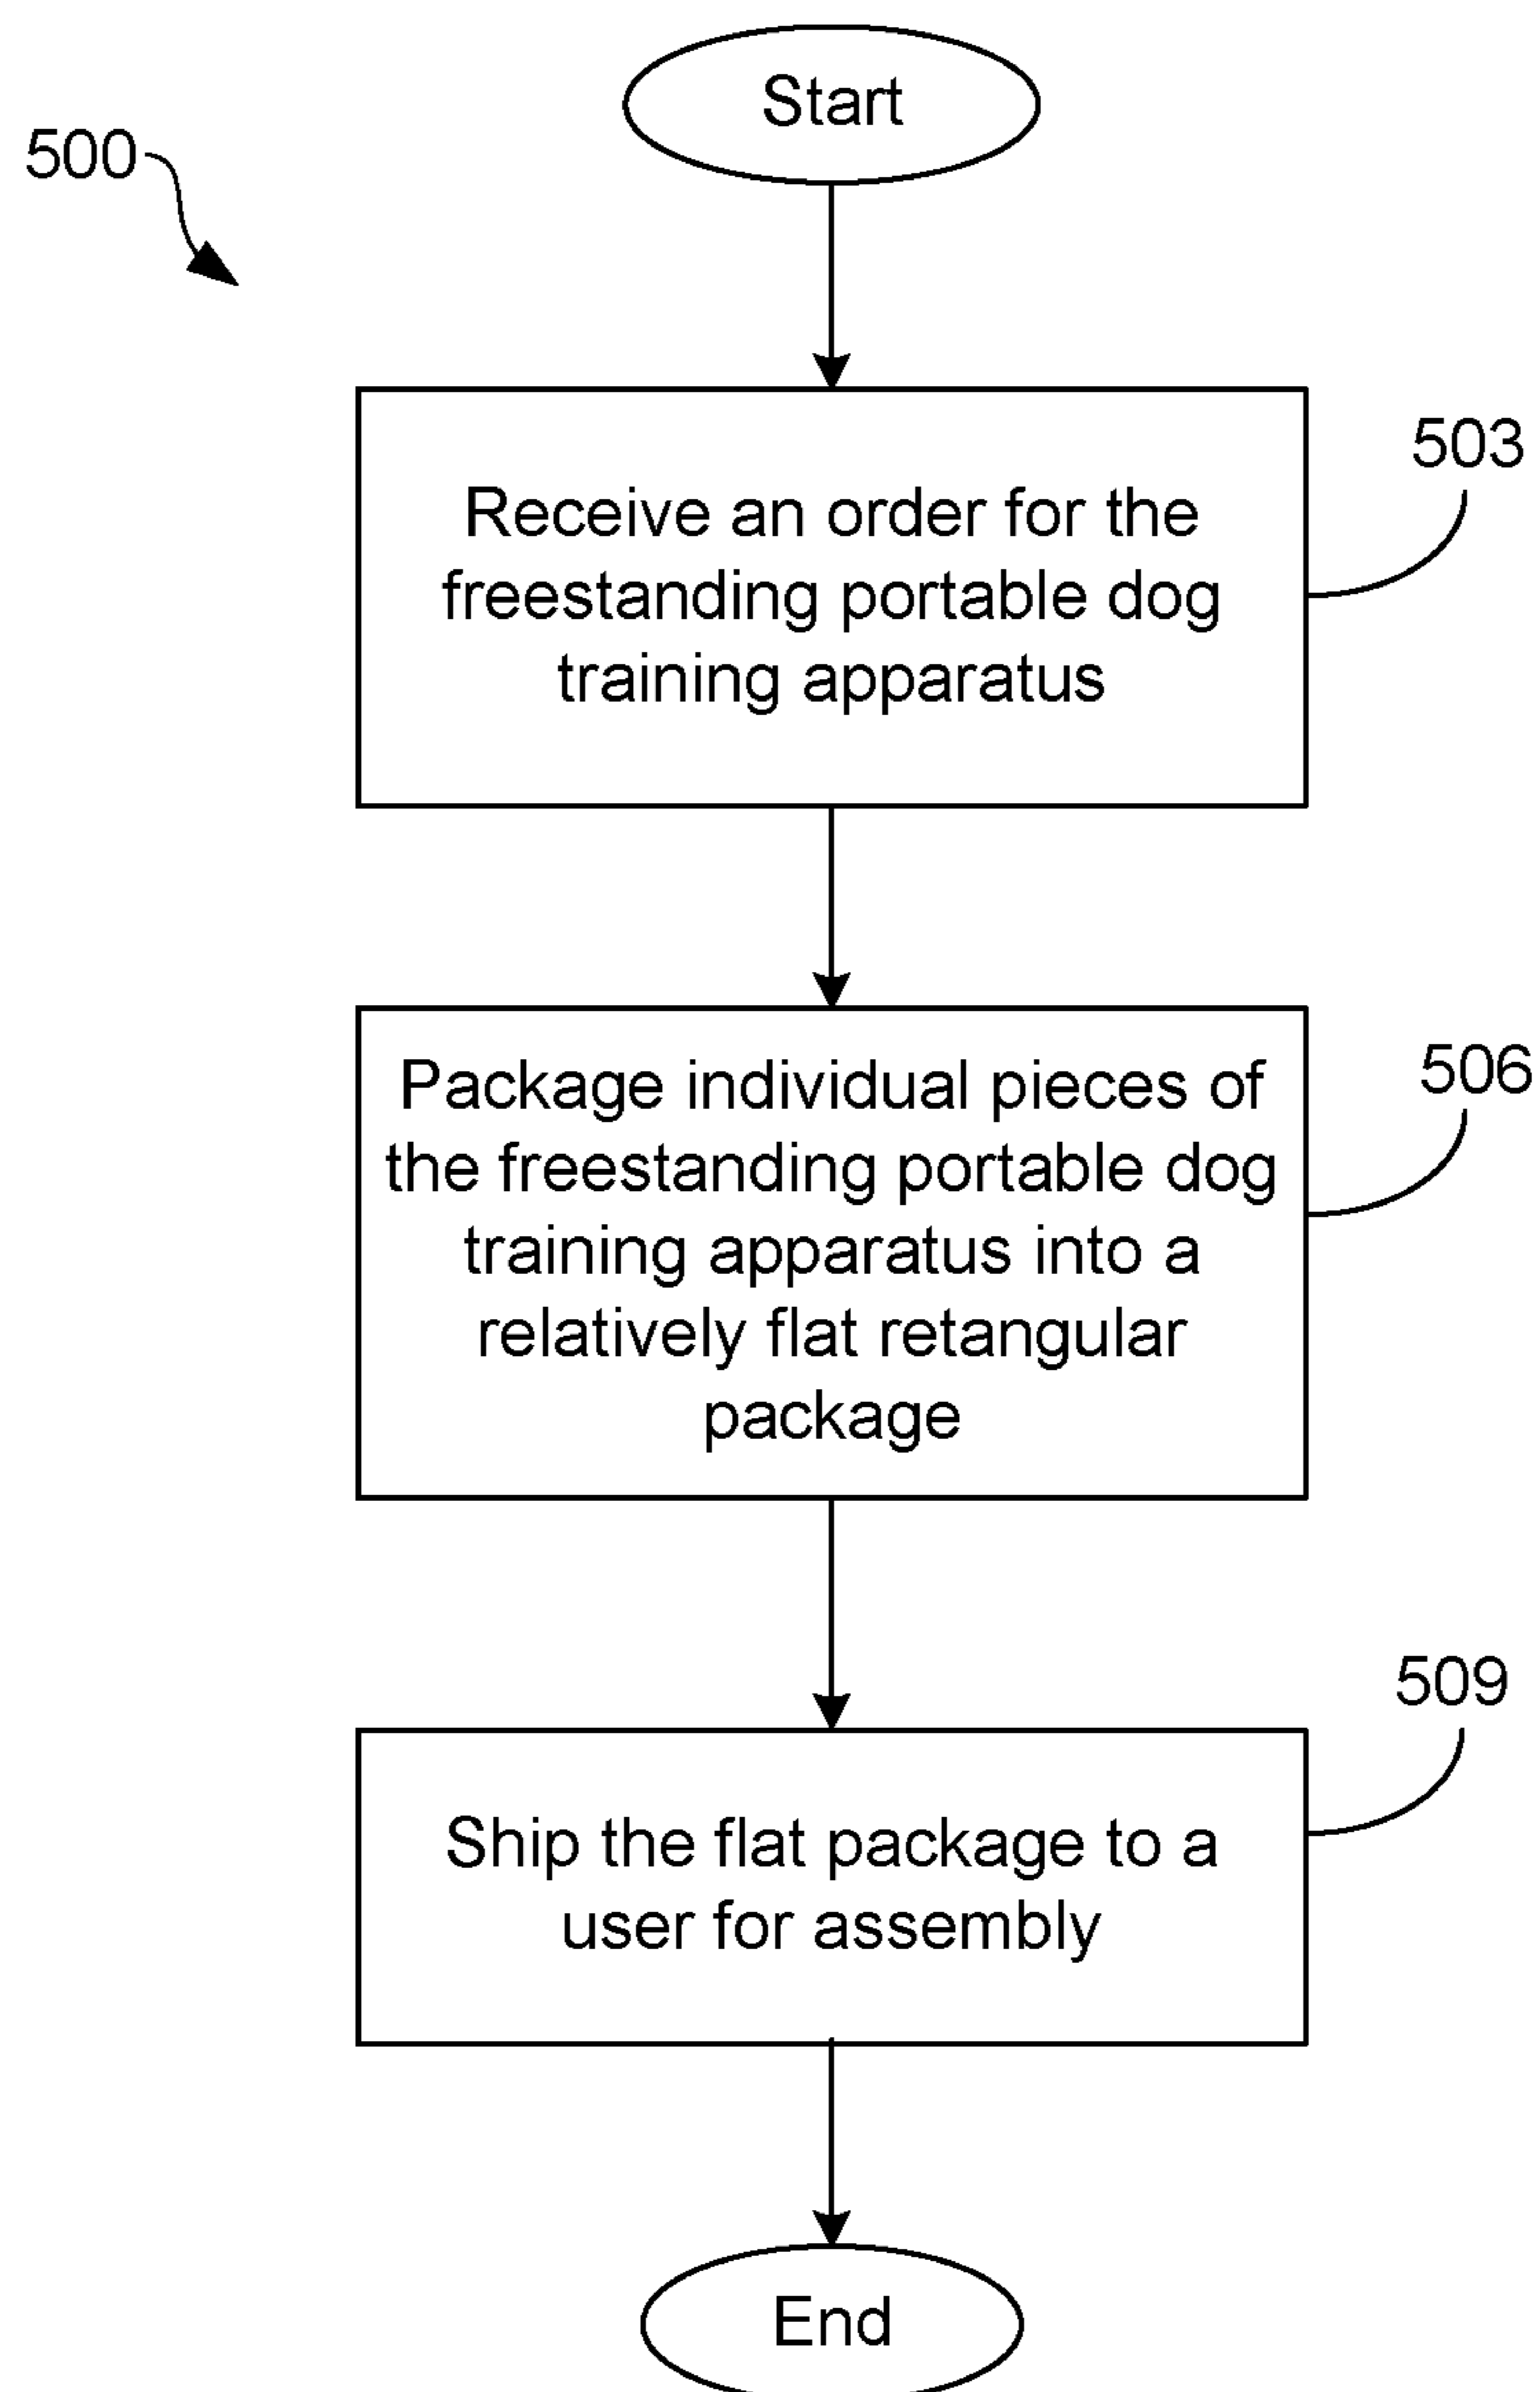 Start
500
503
Receive an order for the
freestanding portable dog
training apparatus
506
Package individual pieces of
the freestanding portable dog
training apparatus into a
relatively flat retangular
package
509
Ship the flat package to a
user for assembly
End